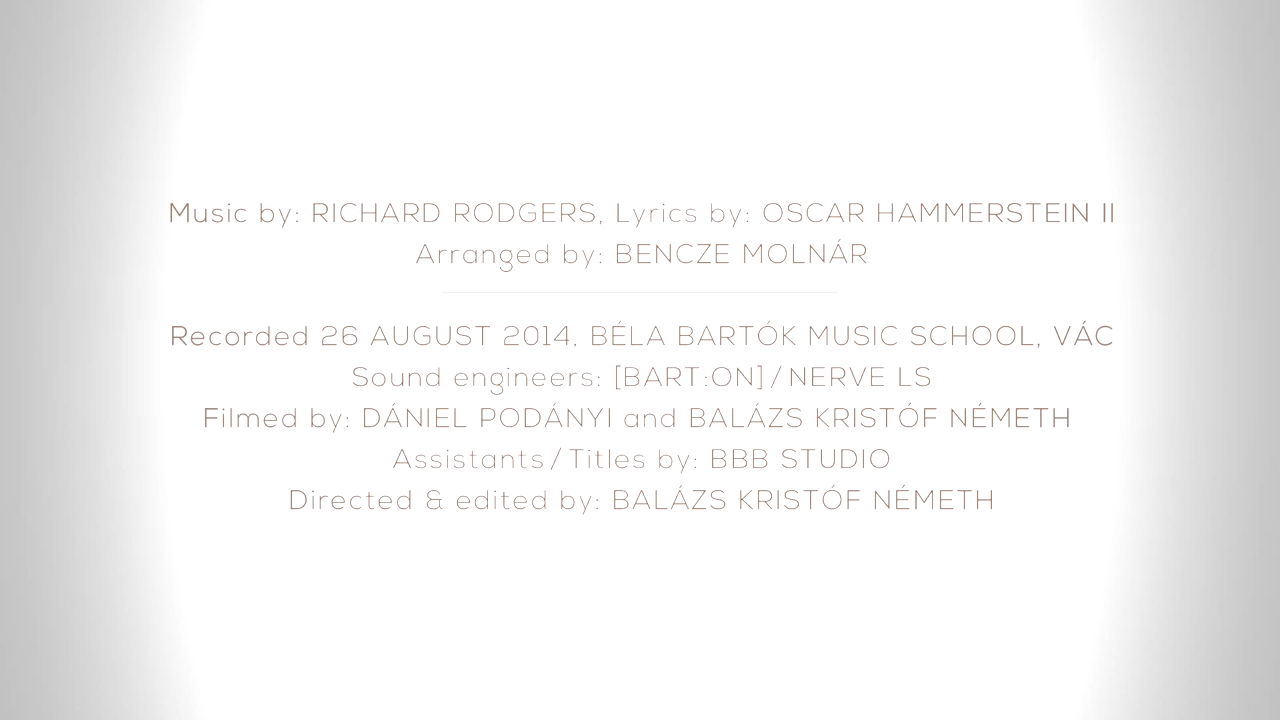 Music by: RICHARD RODGERS, Lyrics by: OSCAR HAMMERSTEIN II
Arranged by: BENCZE MOLNÁR
Recorded 26 AUGUST 2014, BÉLA BARTÓK MUSIC SCHOOL, VÁC
Sound engineers: [BART:ON] / NERVE LS
Filmed by: DÁNIEL PODÁNYI and BALÁZS KRISTÓF NÉMETH
Assistants / Titles by: BBB STUDIO
Directed & edited by: BALÁZS KRISTÓF NÉMETH